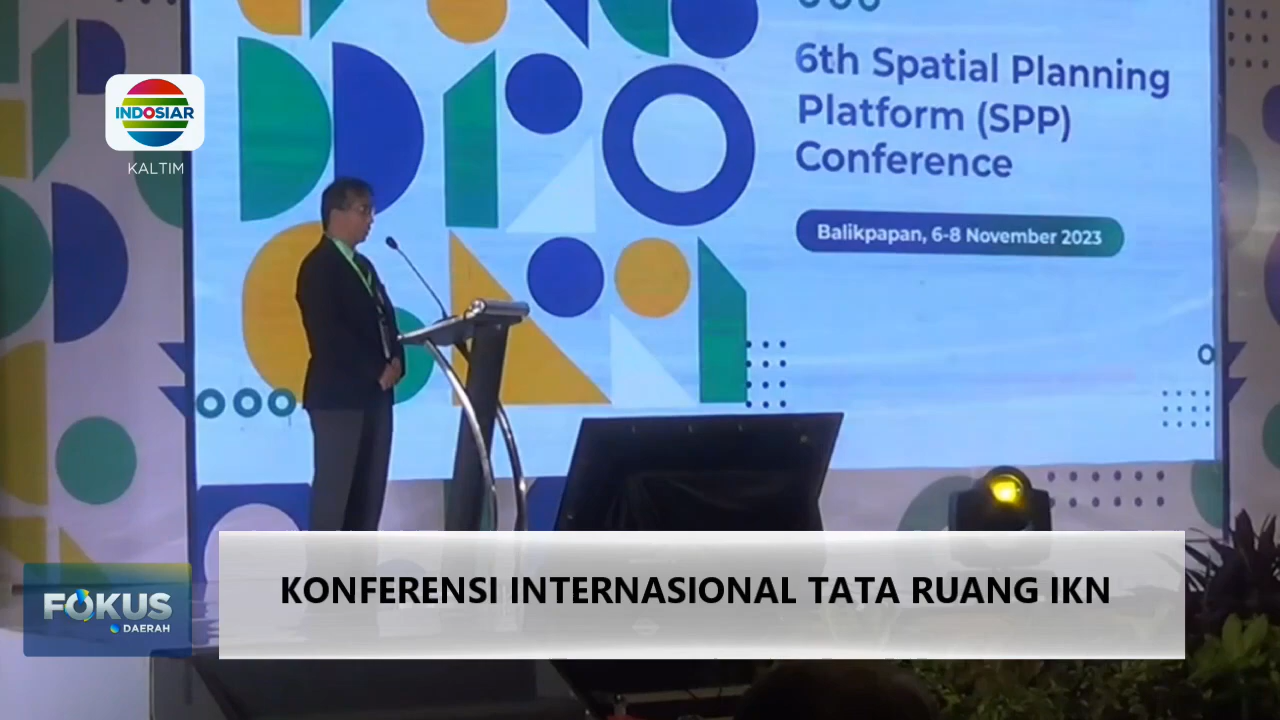 INDOSIAR
KALTIM
6th Spatial Planning
Platform (SPP)
Conference
Balikpapan, 6-8 November 2023
KONFERENSI INTERNASIONAL TATA RUANG IKN
FOKUS
DAERAH